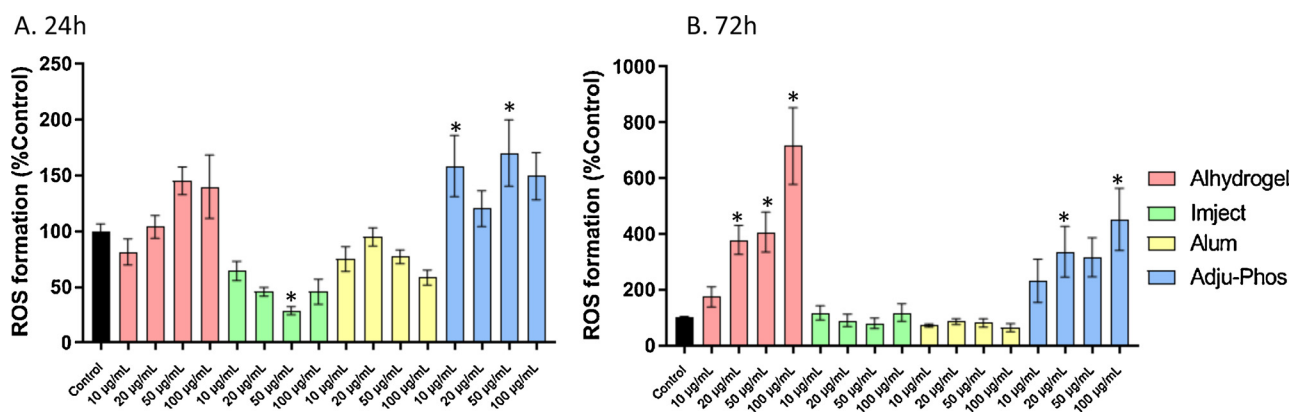 A. 24h
ROS formation (%Control)
250
200
150
100
50
0
*
*
*
Control
10 µg/mL
20 µg/mL
50 µg/mL
100 µg/mL
10 µg/mL
20 µg/mL
50 µg/mL
100 µg/mL
10 µg/mL
20 µg/mL
50 µg/mL
100 µg/mL
10 µg/mL
20 µg/mL
50 µg/mL
100 µg/mL
B. 72h
ROS formation (%Control)
1000
800
600
400
200
0
*
*
*
*
*
Control
10 µg/mL
20 µg/mL
50 µg/mL
100 µg/mL
10 µg/mL
20 µg/mL
50 µg/mL
100 µg/mL
10 µg/mL
20 µg/mL
50 µg/mL
100 µg/mL
10 µg/mL
20 µg/mL
50 µg/mL
100 µg/mL
Alhydrogel
Imject
Alum
Adju-Phos